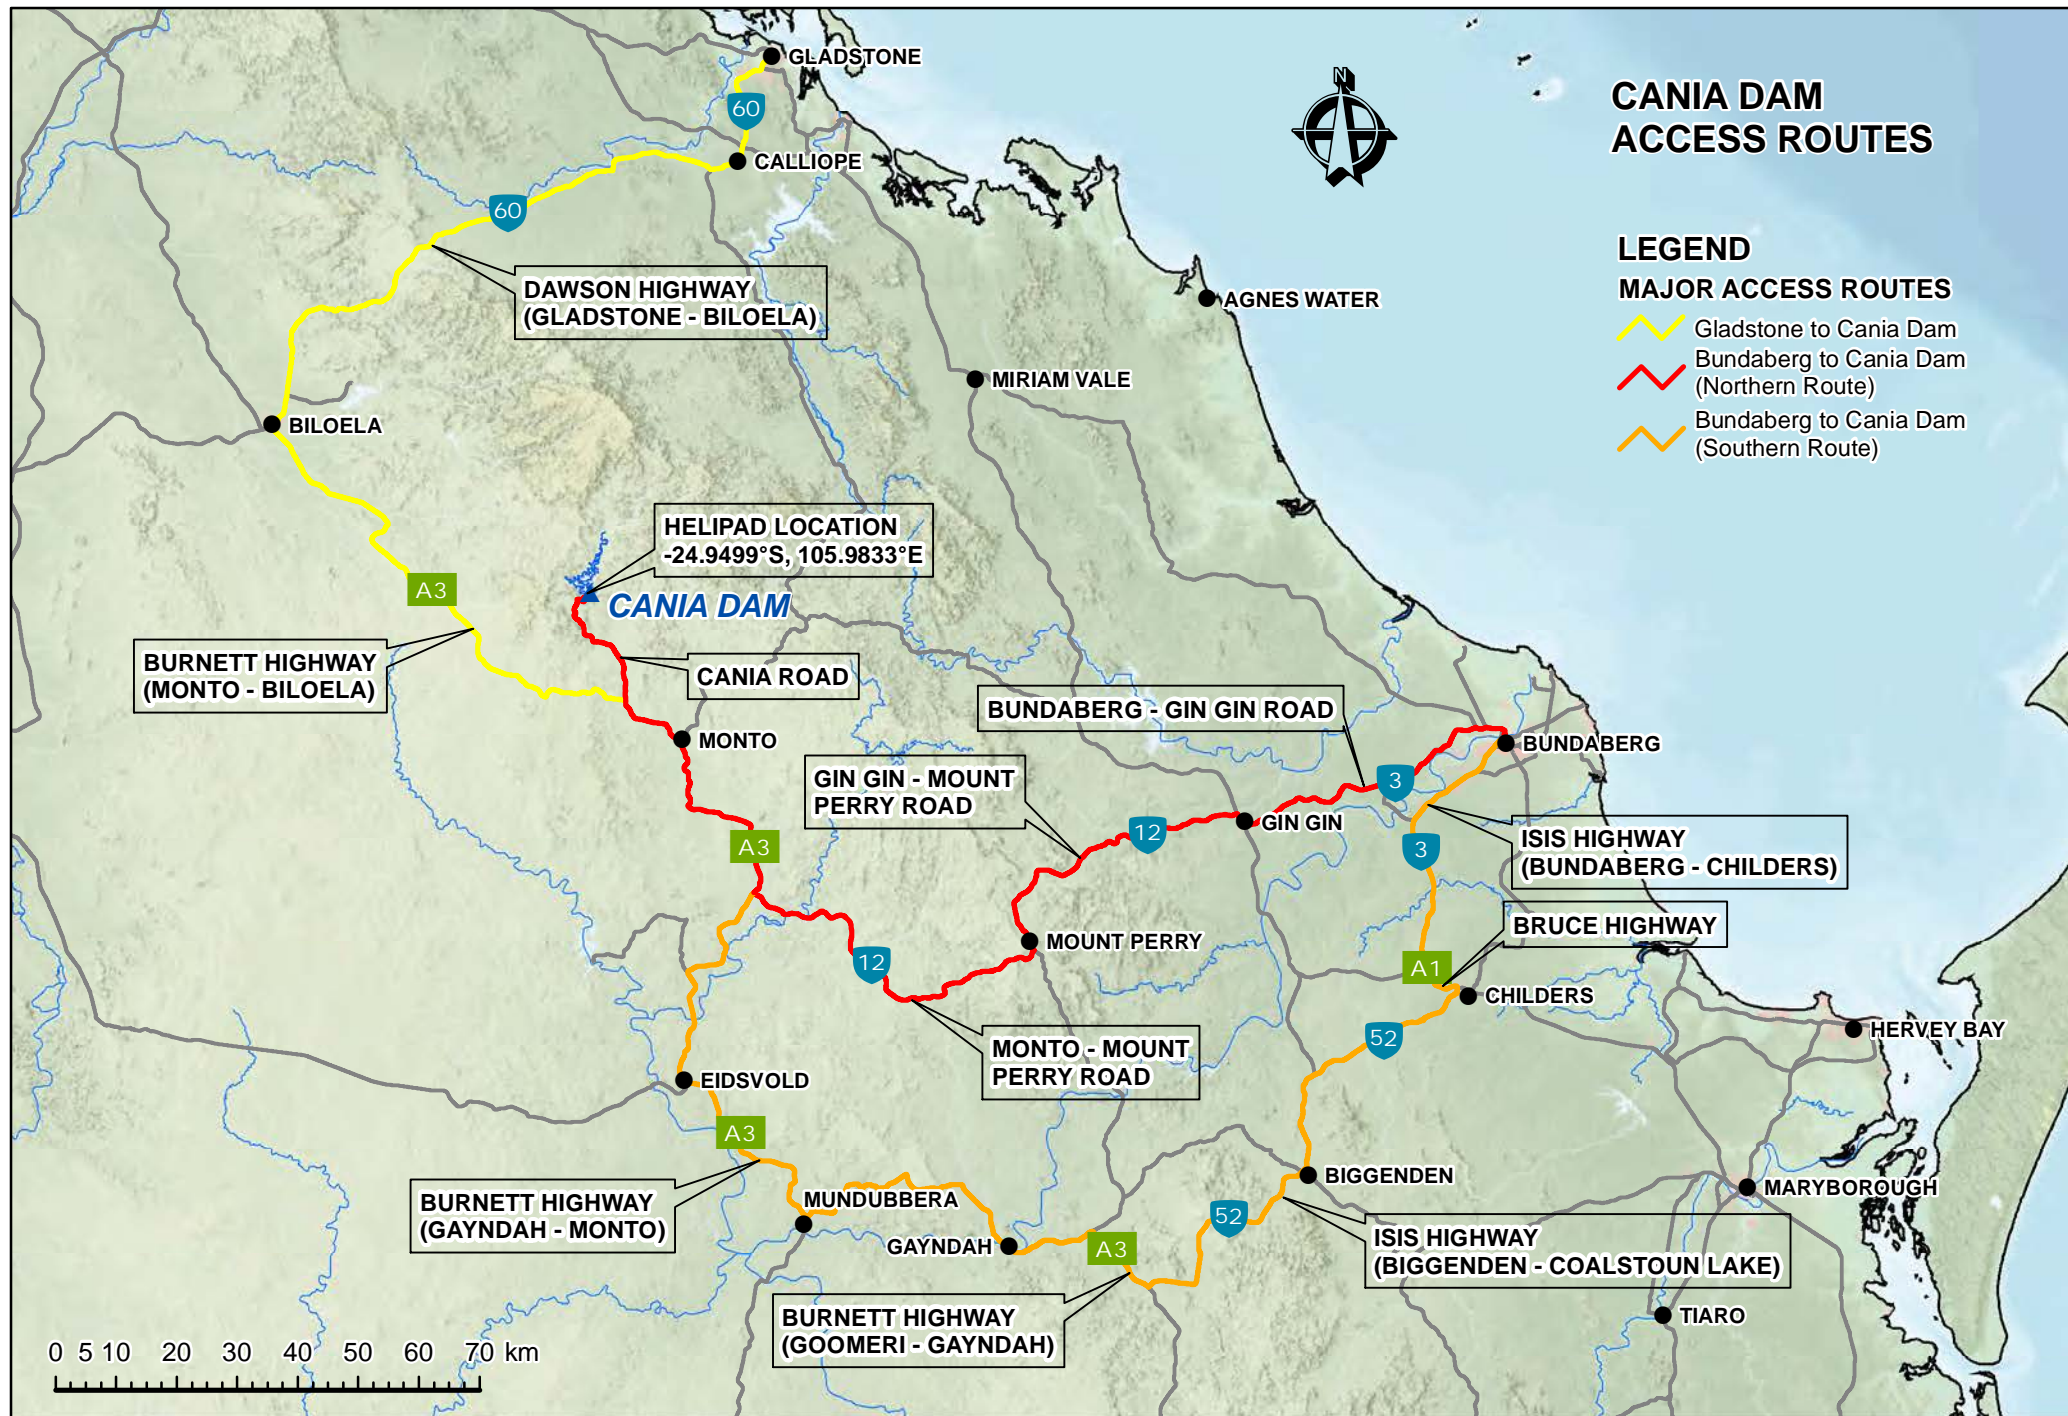 GLADSTONE
N
CANIA DAM
ACCESS ROUTES
60
CALLIOPE
60
LEGEND
MAJOR ACCESS ROUTES
Gladstone to Cania Dam
Bundaberg to Cania Dam
(Northern Route)
Bundaberg to Cania Dam
(Southern Route)
DAWSON HIGHWAY
(GLADSTONE - BILOELA)
AGNES WATER
MIRIAM VALE
BILOELA
HELIPAD LOCATION
-24.9499°S, 105.9833°E
A3
CANIA DAM
BURNETT HIGHWAY
(MONTO - BILOELA)
CANIA ROAD
BUNDABERG - GIN GIN ROAD
MONTO
BUNDABERG
GIN GIN - MOUNT
PERRY ROAD
3
GIN GIN
12
A3
3
ISIS HIGHWAY
(BUNDABERG - CHILDERS)
BRUCE HIGHWAY
MOUNT PERRY
12
A1
CHILDERS
HERVEY BAY
52
MONTO - MOUNT
PERRY ROAD
EIDSVOLD
A3
BIGGENDEN
MARYBOROUGH
BURNETT HIGHWAY
(GAYNDAH - MONTO)
MUNDUBBERA
52
GAYNDAH
A3
ISIS HIGHWAY
(BIGGENDEN - COALSTOUN LAKE)
BURNETT HIGHWAY
(GOOMERI - GAYNDAH)
TIARO
0 5 10 20 30 40 50 60 70 km